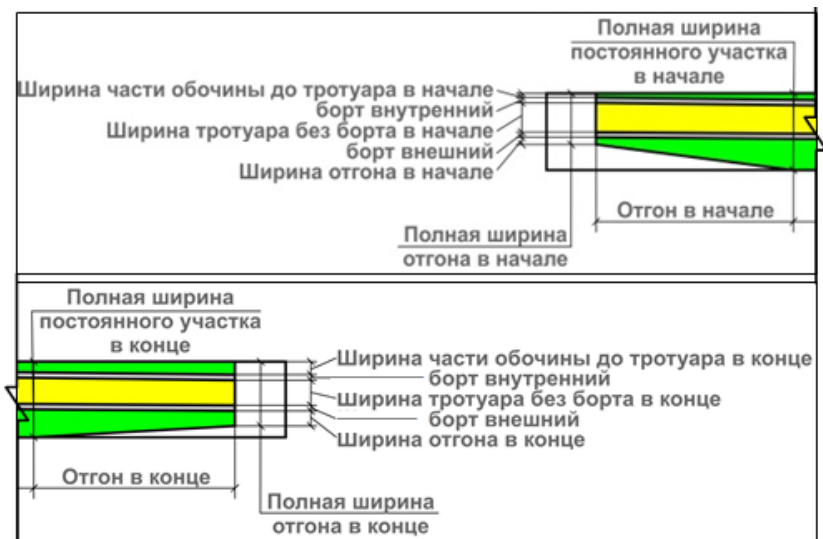 Полная ширина
постоянного участка
в начале
Ширина части обочины до тротуара в начале
борт внутренний
Ширина тротуара без борта в начале
борт внешний
Ширина отгона в начале
Отгон в начале
Полная ширина
отгона в начале
Полная ширина
постоянного участка
в конце
Ширина части обочины до тротуара в конце
борт внутренний
Ширина тротуара без борта в конце
борт внешний
Ширина отгона в конце
Отгон в конце
Полная ширина
отгона в конце